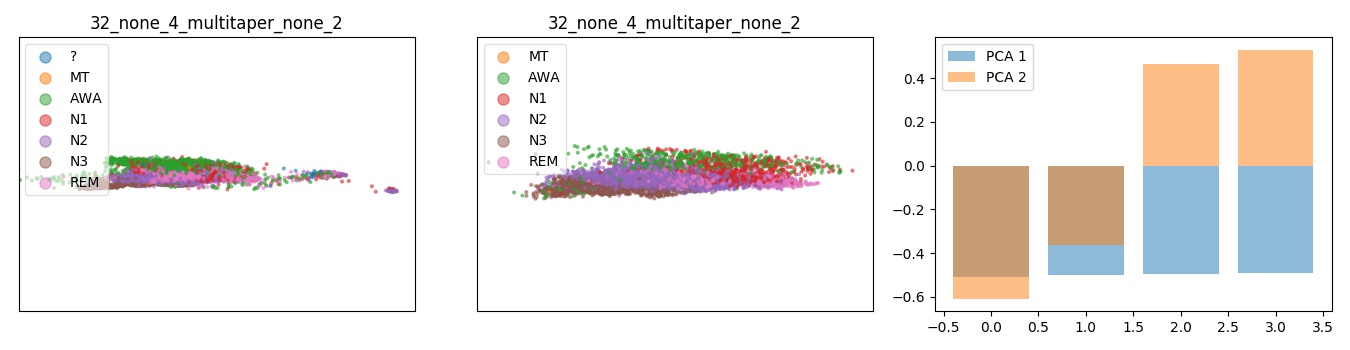 32_none_4_multitaper_none_2
?
MT
AWA
N1
N2
N3
REM
32_none_4_multitaper_none_2
MT
AWA
N1
N2
N3
REM
PCA 1
PCA 2
0.4
0.2
0.0
−0.2
−0.4
−0.6
−0.5 0.0 0.5 1.0 1.5 2.0 2.5 3.0 3.5